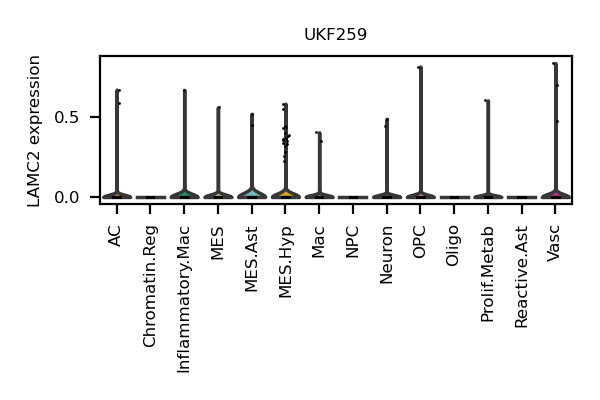 UKF259
LAMC2 expression
0.5
0.0
AC
Chromatin.Reg
Inflammatory.Mac
MES
MES.Ast
MES.Hyp
Mac
NPC
Neuron
OPC
Oligo
Prolif.Metab
Reactive.Ast
Vasc